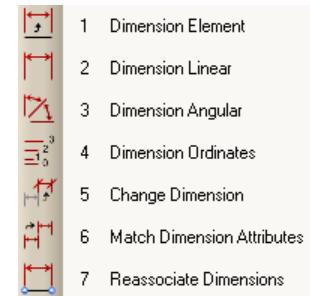 1 Dimension Element
2 Dimension Linear
3 Dimension Angular
4 Dimension Ordinates
5 Change Dimension
6 Match Dimension Attributes
7 Reassociate Dimensions